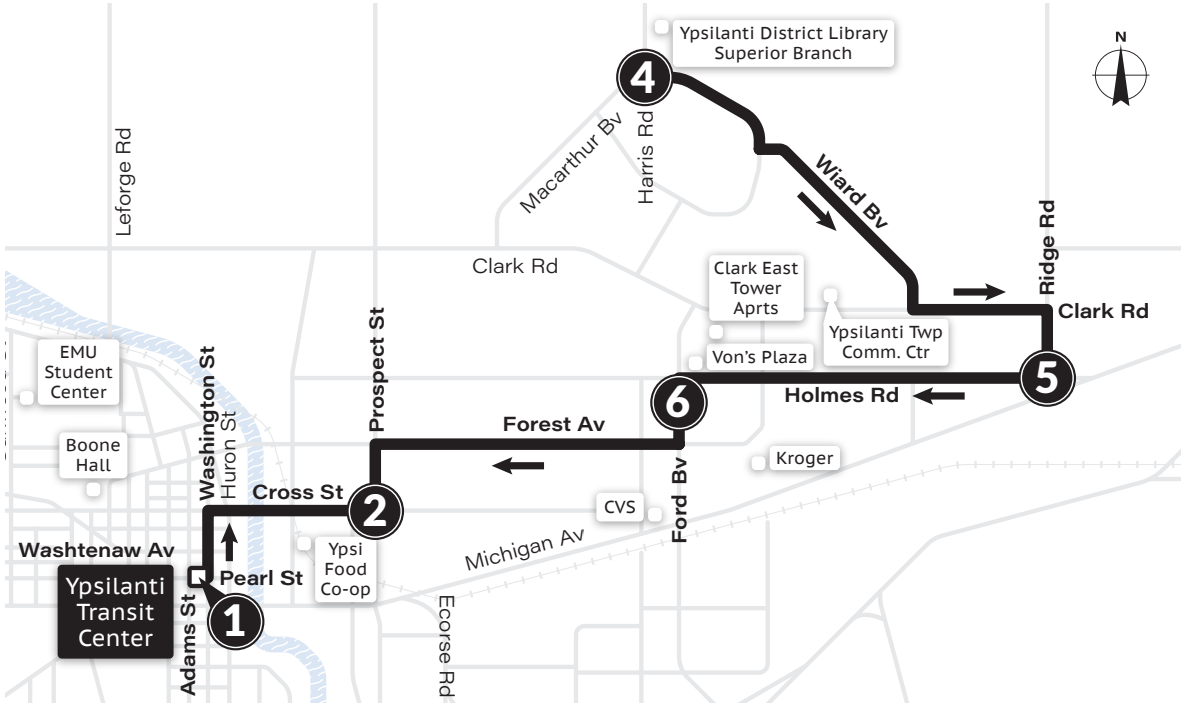 Ypsilanti District Library
Superior Branch
N
4
Leforge Rd
Macarthur Bv
Harris Rd
Wiard Bv
Ridge Rd
Clark Rd
Clark East
Tower
Aprts
Ypsilanti Twp
Comm. Ctr
Clark Rd
EMU
Student
Center
Washington St
Huron St
Prospect St
Von's Plaza
5
6
Holmes Rd
Forest Av
Boone
Hall
Kroger
Cross St
2
CVS
Ford Bv
Washtenaw Av
Ypsi
Food
Co-op
Michigan Av
Pearl St
Ypsilanti
Transit
Center
1
Adams St
Ecorse Rd